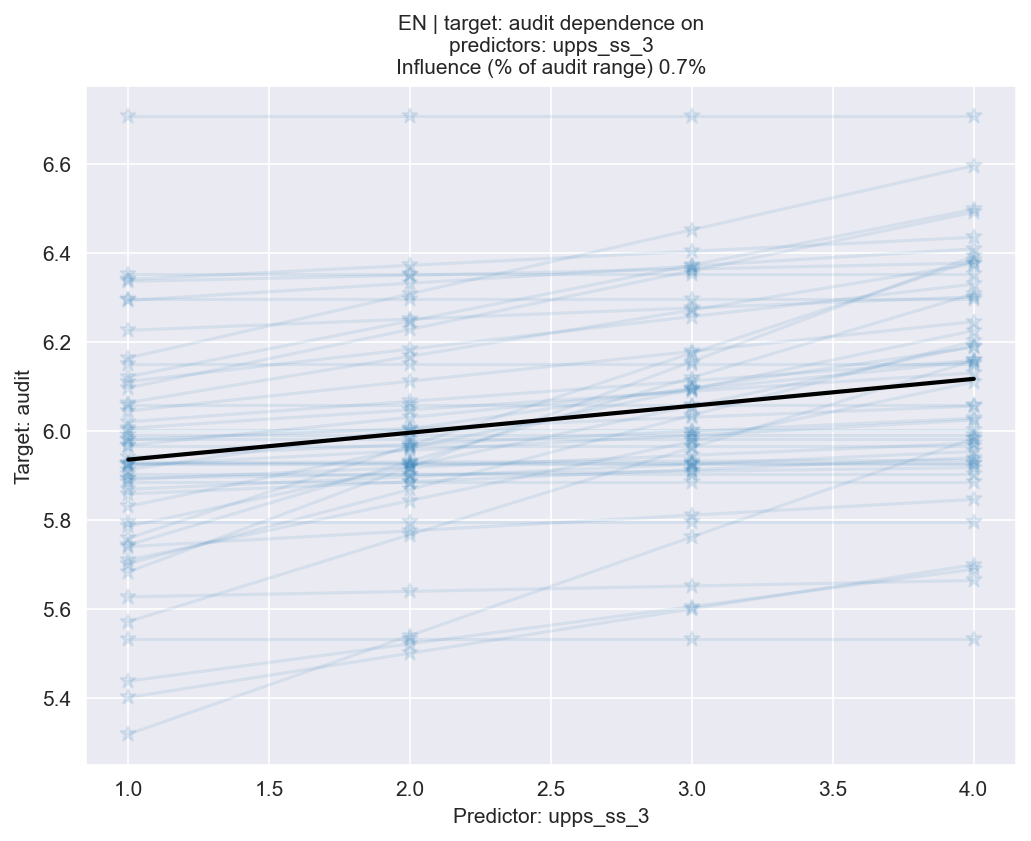 EN | target: audit dependence on
predictors: upps_ss_3
Influence (% of audit range) 0.7%
6.6
6.4
6.2
6.0
5.8
5.6
5.4
Target: audit
1.0
1.5
2.0
2.5
3.0
3.5
4.0
Predictor: upps_ss_3